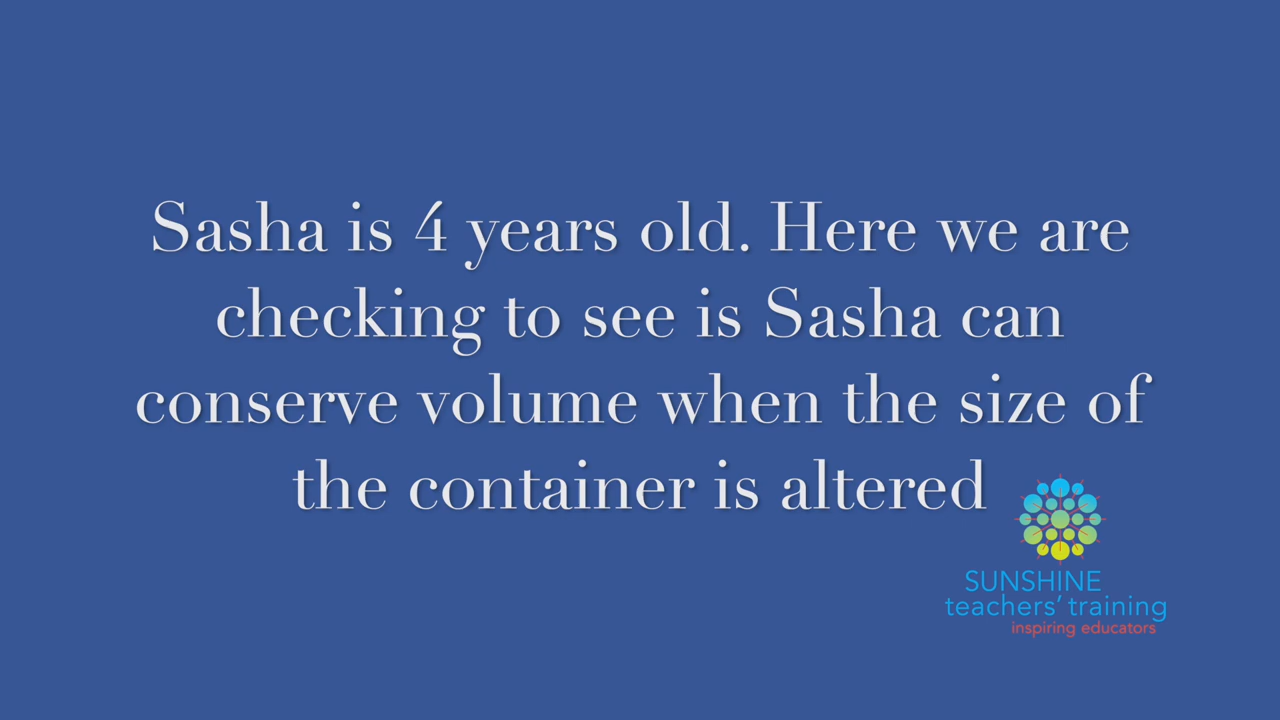 Sasha is 4 years old. Here we are
checking to see is Sasha can
conserve volume when the size of
the container is altered
SUNSHINE
teachers' training
inspiring educators